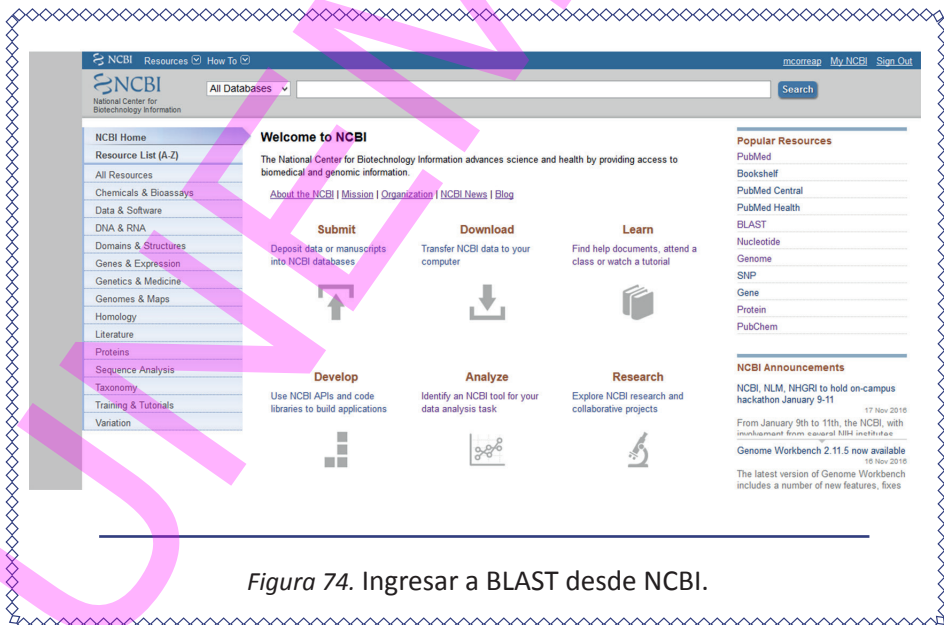 NCBI Resources How To mcorreap My NCBI Sign Out
NCBI
National Center for
Biotechnology Information
All Databases Search
NCBI Home
Resource List (A-Z)
All Resources
Chemicals & Bioassays
Data & Software
DNA & RNA
Domains & Structures
Genes & Expression
Genetics & Medicine
Genomes & Maps
Homology
Literature
Proteins
Sequence Analysis
Taxonomy
Training & Tutorials
Variation
Welcome to NCBI
The National Center for Biotechnology Information advances science and health by providing access to
biomedical and genomic information.
About the NCBI | Mission | Organization | NCBI News | Blog
Submit
Deposit data or manuscripts
into NCBI databases
Download
Transfer NCBI data to your
computer
Learn
Find help documents, attend a
class or watch a tutorial
Develop
Use NCBI APIs and code
libraries to build applications
Analyze
Identify an NCBI tool for your
data analysis task
Research
Explore NCBI research and
collaborative projects
Popular Resources
PubMed
Bookshelf
PubMed Central
PubMed Health
BLAST
Nucleotide
Genome
SNP
Gene
Protein
PubChem
NCBI Announcements
NCBI, NLM, NHGRI to hold on-campus
hackathon January 9-11
17 Nov 2016
From January 9th to 11th, the NCBI, with
involvement from several NIH institutes
Genome Workbench 2.11.5 now available
16 Nov 2016
The latest version of Genome Workbench
includes a number of new features, fixes
Figura 74. Ingresar a BLAST desde NCBI.